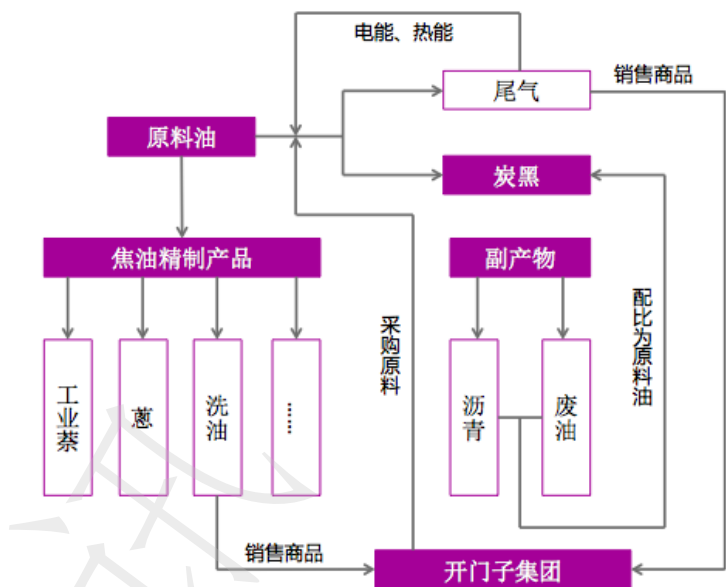 电能、热能
尾气
销售商品
原料油
炭黑
焦油精制产品
副产物
工业萘
蒽
洗油
……
采购原料
沥青
废油
配比为原料油
销售商品
开门子集团